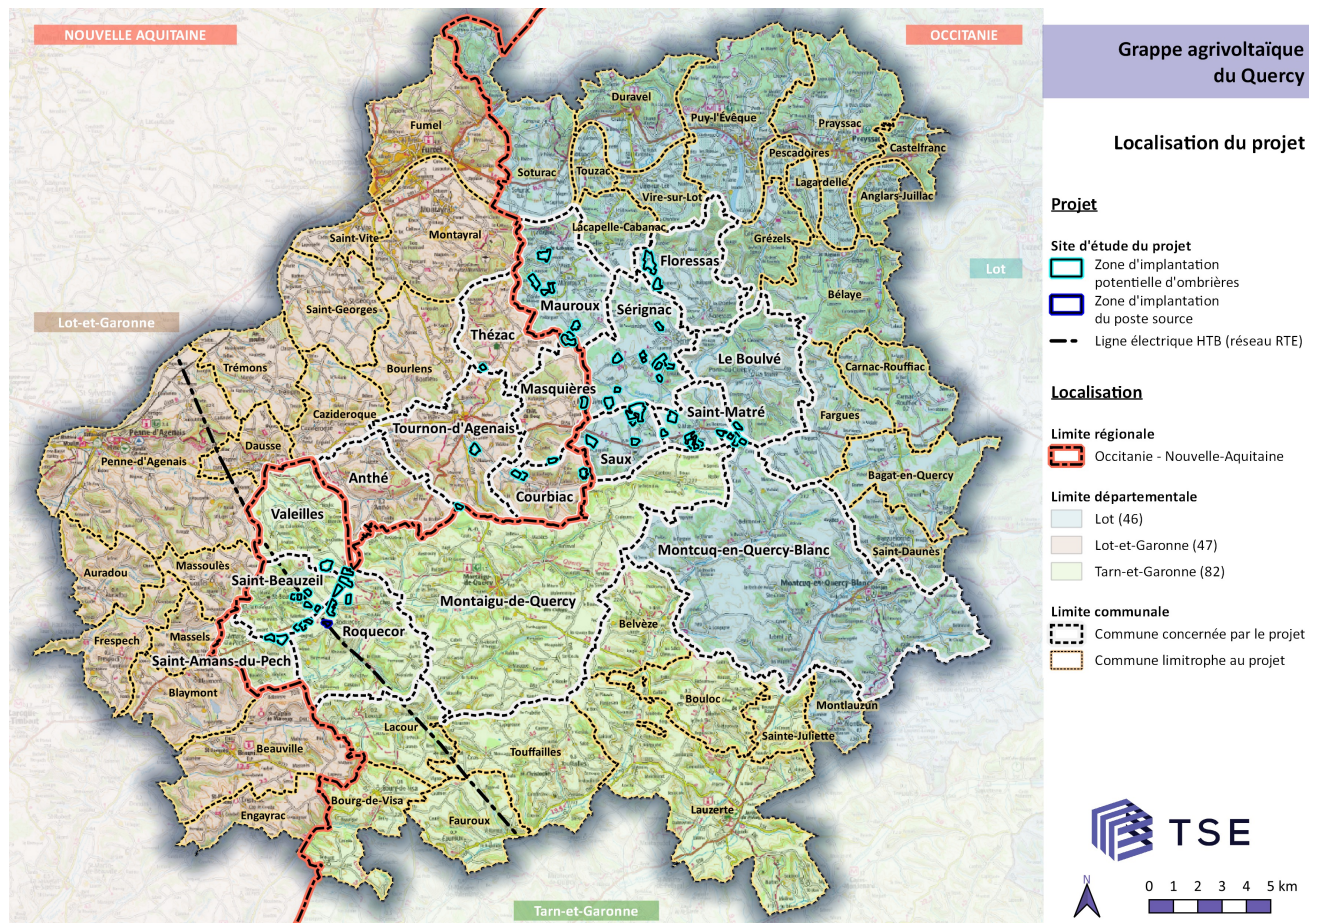 NOUVELLE AQUITAINE
OCCITANIE
Grappe agrivoltaïque
du Quercy
Localisation du projet
Projet
Site d'étude du projet
Zone d'implantation
potentielle d'ombrières
Zone d'implantation
du poste source
Ligne électrique HTB (réseau RTE)
Localisation
Limite régionale
Occitanie - Nouvelle-Aquitaine
Limite départementale
Lot (46)
Lot-et-Garonne (47)
Tarn-et-Garonne (82)
Limite communale
Commune concernée par le projet
Commune limitrophe au projet
TSE
N
0 1 2 3 4 5 km
Lot
Lot-et-Garonne
Tarn-et-Garonne
Fumel
Duravel
Puy-l'Évêque
Prayssac
Castelfranc
Pescadoires
Soturac
Touzac
Lagardelle
Anglars-Juillac
Vire-sur-Lot
Lacapelle-Cabanac
Saint-Vite
Montayral
Grézels
Floressas
Bélaye
Mauroux
Sérignac
Saint-Georges
Thézac
Le Boulvé
Trémons
Bourlens
Carnac-Rouffiac
Masquières
Cazideroque
Saint-Matré
Fargues
Tournon-d'Agenais
Dausse
Penne-d'Agenais
Saux
Anthé
Bagat-en-Quercy
Courbiac
Valeilles
Montcuq-en-Quercy-Blanc
Saint-Daunès
Massoulès
Auradou
Saint-Beauzeil
Montaigu-de-Quercy
Belvèze
Roquecor
Frespech
Massels
Saint-Amans-du-Pech
Blaymont
Bouloc
Montlauzun
Lacour
Sainte-Juliette
Beauville
Touffailles
Bourg-de-Visa
Lauzerte
Engayrac
Fauroux